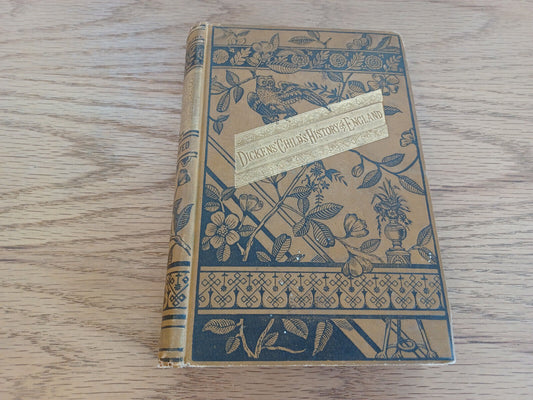 DICKENS' CHILD'S HISTORY OF ENGLAND